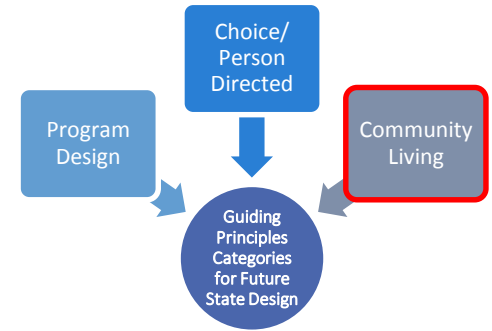 Choice/
Person
Directed
Program
Design
Community
Living
Guiding
Principles
Categories
for Future
State Design